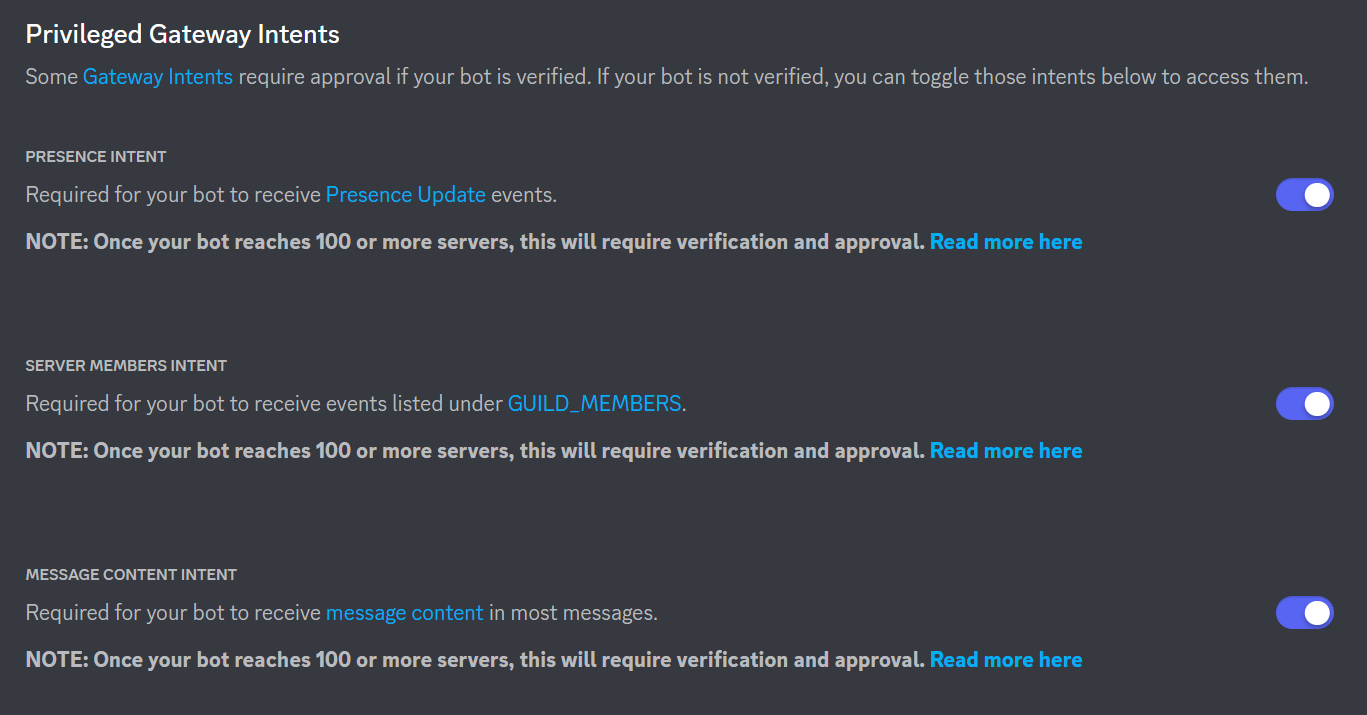 Privileged Gateway Intents
Some Gateway Intents require approval if your bot is verified. If your bot is not verified, you can toggle those intents below to access them.
PRESENCE INTENT
Required for your bot to receive Presence Update events.
NOTE: Once your bot reaches 100 or more servers, this will require verification and approval. Read more here
SERVER MEMBERS INTENT
Required for your bot to receive events listed under GUILD_MEMBERS.
NOTE: Once your bot reaches 100 or more servers, this will require verification and approval. Read more here
MESSAGE CONTENT INTENT
Required for your bot to receive message content in most messages.
NOTE: Once your bot reaches 100 or more servers, this will require verification and approval. Read more here